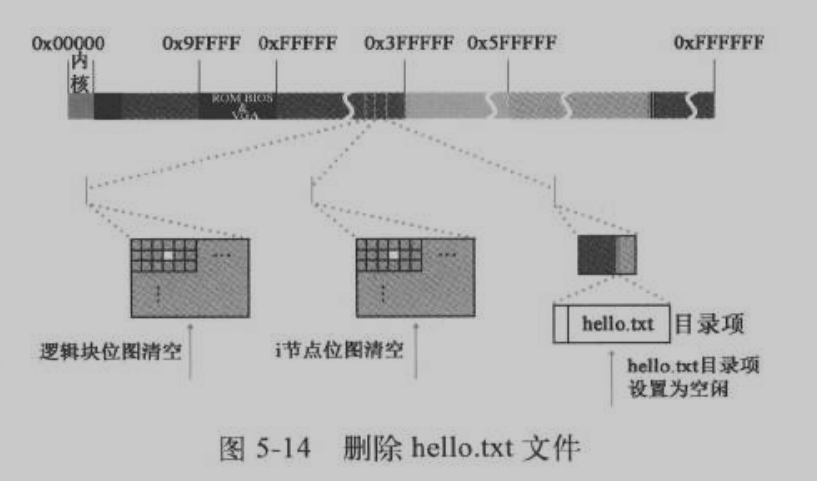 0x00000 0x9FFFF 0xFFFFF 0x3FFFFF 0x5FFFFF 0xFFFFFF
内核
ROM BIOS
&
VGA
hello.txt 目录项
逻辑块位图清空 i节点位图清空
hello.txt目录项
设置为空闲
图 5-14 删除 hello.txt 文件